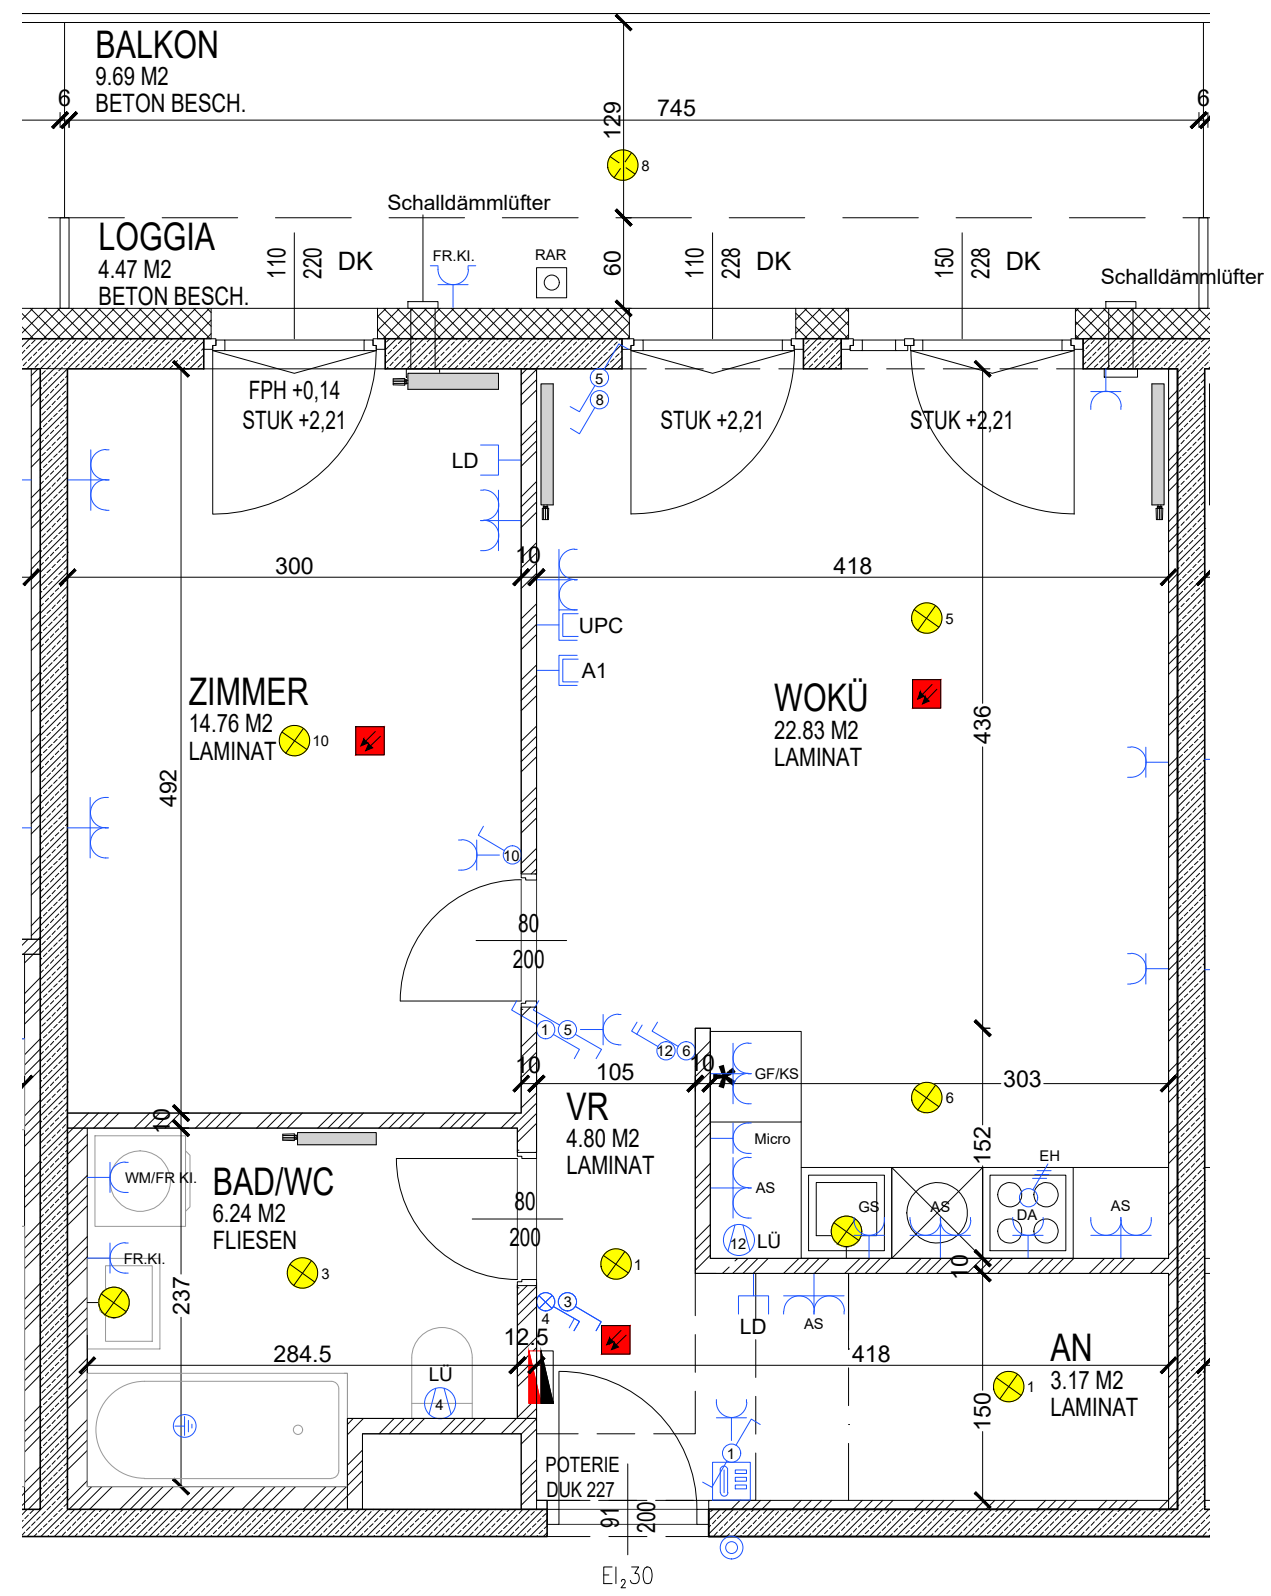 BALKON
9.69 M2
BETON BESCH.
6
745
6
129
8
Schalldämmlüfter
LOGGIA
4.47 M2
BETON BESCH.
110
220
DK
FR.KI.
RAR
60
110
228
DK
150
228
DK
Schalldämmlüfter
FPH +0,14
STUK +2,21
5
8
STUK +2,21
STUK +2,21
LD
10
300
418
5
UPC
A1
ZIMMER
14.76 M2
LAMINAT
10
WOKÜ
22.83 M2
LAMINAT
436
492
10
80
200
1
5
12
6
10
105
10
GF/KS
303
VR
4.80 M2
LAMINAT
6
10
Micro
152
EH
WM/FR KI.
BAD/WC
6.24 M2
FLIESEN
80
200
AS
GS
AS
DA
AS
12
LÜ
FR.KI.
3
1
10
237
4
3
LD
AS
12.5
284.5
418
AN
3.17 M2
LAMINAT
1
LÜ
4
150
1
POTERIE
DUK 227
91
200
EI₂30